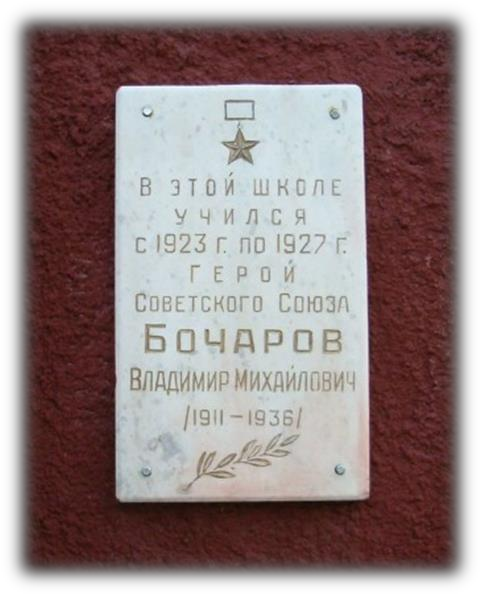 В ЭТОЙ ШКОЛЕ
УЧИЛСЯ
С 1923 Г. ПО 1927 Г.
ГЕРОЙ
СОВЕТСКОГО СОЮЗА
БОЧАРОВ
ВЛАДИМИР МИХАЙЛОВИЧ
/1911-1936/